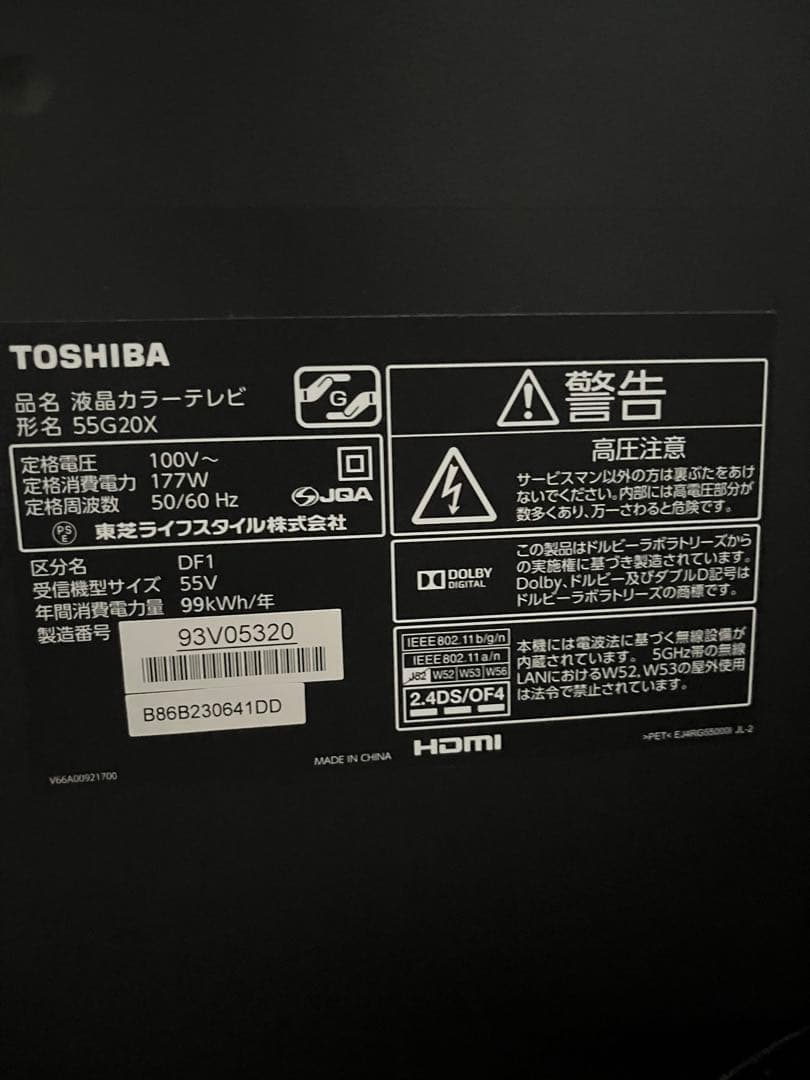 TOSHIBA
品名 液晶カラーテレビ
形名 55G20X
G
定格電圧 100V～
定格消費電力 177W
定格周波数 50/60 Hz
JQA
PS
E
東芝ライフスタイル株式会社
区分名 DF1
受信機型サイズ 55V
年間消費電力量 99kWh/年
製造番号
93V05320
B86B230641DD
V66A00921700
MADE IN CHINA
警告
高圧注意
サービスマン以外の方は裏ぶたをあけ
ないでください。内部には高電圧部分が
数多くあり、万一さわると危険です。
DOLBY
DIGITAL
この製品はドルビーラボラトリーズから
の実施権に基づき製造されています。
Dolby、ドルビー及びダブルD記号は
ドルビーラボラトリーズの商標です。
IEEE802.11b/g/n
IEEE802.11a/n
J52 W52 W53 W56
2.4DS/OF4
本機には電波法に基づく無線設備が
内蔵されています。 5GHz帯の無線
LANにおけるW52、W53の屋外使用
は法令で禁止されています。
HDMI
>PET< JL-2